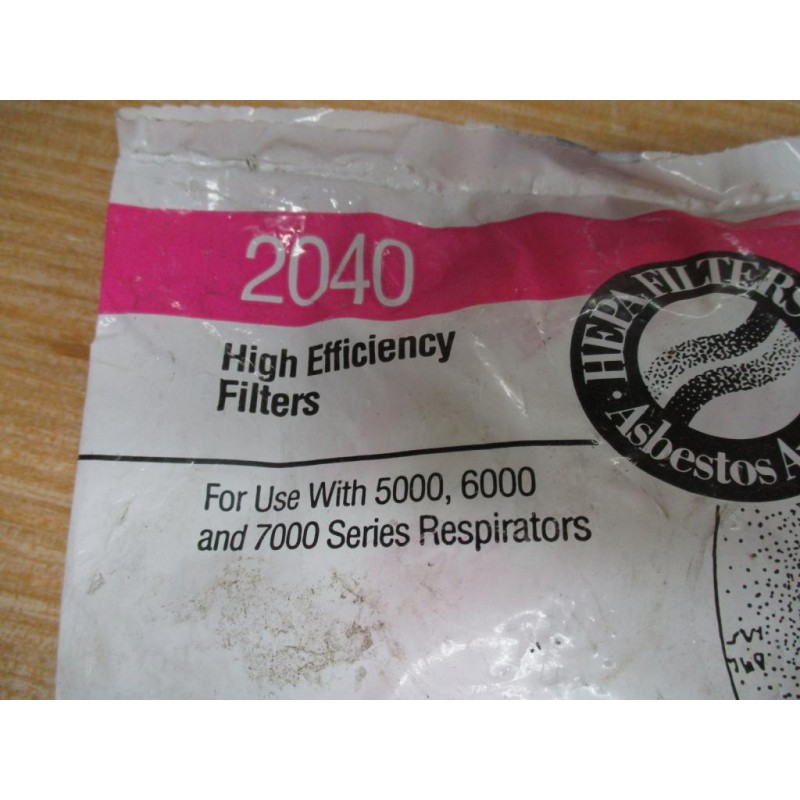 2040
High Efficiency
Filters
For Use With 5000, 6000
and 7000 Series Respirators
· HEPA FILTERS
Asbestos